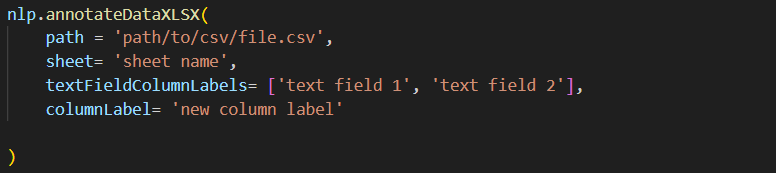 nlp.annotateDataXLSX(
    path = 'path/to/csv/file.csv',
    sheet= 'sheet name',
    textFieldColumnLabels= ['text field 1', 'text field 2'],
    columnLabel= 'new column label'
)